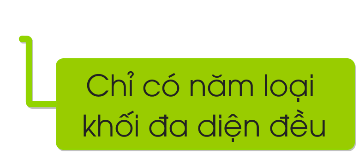 Chỉ có năm loại
khối đa diện đều